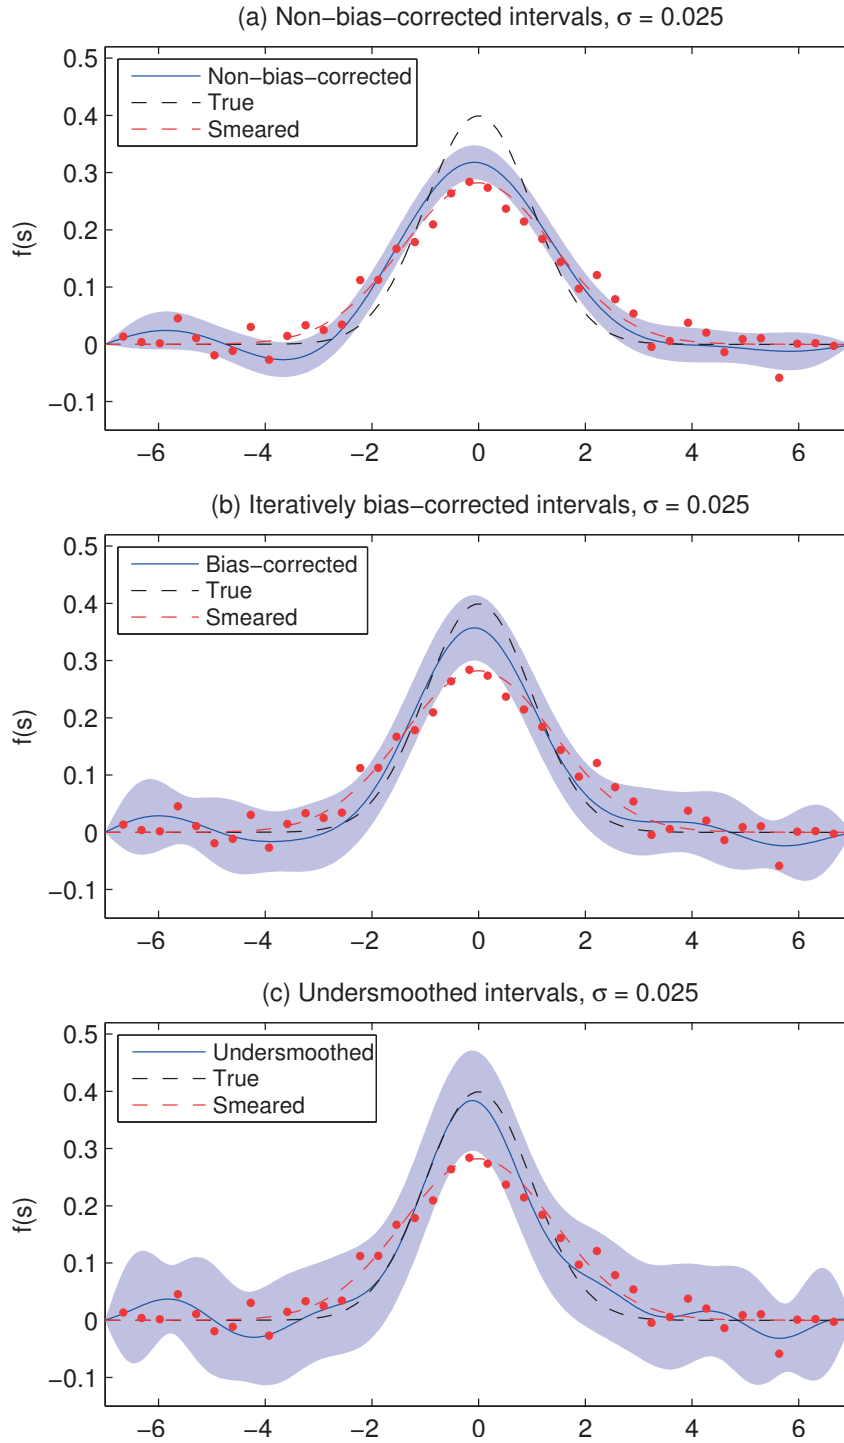 (a) Non−bias−corrected intervals, σ = 0.025
Non−bias−corrected
True
Smeared
f(s)
0.5
0.4
0.3
0.2
0.1
0
−0.1
−6 −4 −2 0 2 4 6
(b) Iteratively bias−corrected intervals, σ = 0.025
Bias−corrected
True
Smeared
f(s)
0.5
0.4
0.3
0.2
0.1
0
−0.1
−6 −4 −2 0 2 4 6
(c) Undersmoothed intervals, σ = 0.025
Undersmoothed
True
Smeared
f(s)
0.5
0.4
0.3
0.2
0.1
0
−0.1
−6 −4 −2 0 2 4 6